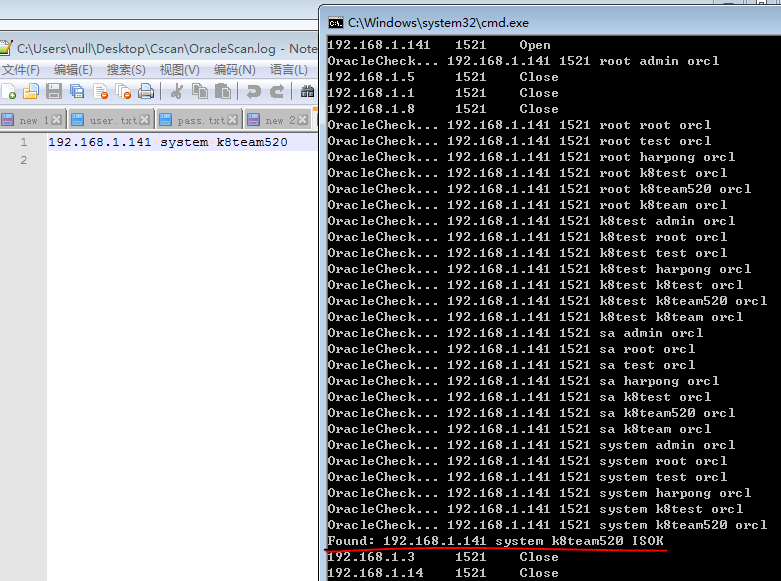 C:\Users\null\Desktop\Cscan\OracleScan.log - Note
文件(F) 编辑(E) 搜索(S) 视图(V) 编码(N) 语言(L)
new 1 user.txt pass.txt new 2
1 192.168.1.141 system k8team520
2
C:\Windows\system32\cmd.exe
192.168.1.141 1521 Open
OracleCheck... 192.168.1.141 1521 root admin orcl
192.168.1.5 1521 Close
192.168.1.1 1521 Close
192.168.1.8 1521 Close
OracleCheck... 192.168.1.141 1521 root root orcl
OracleCheck... 192.168.1.141 1521 root test orcl
OracleCheck... 192.168.1.141 1521 root harpong orcl
OracleCheck... 192.168.1.141 1521 root k8test orcl
OracleCheck... 192.168.1.141 1521 root k8team520 orcl
OracleCheck... 192.168.1.141 1521 root k8team orcl
OracleCheck... 192.168.1.141 1521 k8test admin orcl
OracleCheck... 192.168.1.141 1521 k8test root orcl
OracleCheck... 192.168.1.141 1521 k8test test orcl
OracleCheck... 192.168.1.141 1521 k8test harpong orcl
OracleCheck... 192.168.1.141 1521 k8test k8test orcl
OracleCheck... 192.168.1.141 1521 k8test k8team520 orcl
OracleCheck... 192.168.1.141 1521 k8test k8team orcl
OracleCheck... 192.168.1.141 1521 sa admin orcl
OracleCheck... 192.168.1.141 1521 sa root orcl
OracleCheck... 192.168.1.141 1521 sa test orcl
OracleCheck... 192.168.1.141 1521 sa harpong orcl
OracleCheck... 192.168.1.141 1521 sa k8test orcl
OracleCheck... 192.168.1.141 1521 sa k8team520 orcl
OracleCheck... 192.168.1.141 1521 sa k8team orcl
OracleCheck... 192.168.1.141 1521 system admin orcl
OracleCheck... 192.168.1.141 1521 system root orcl
OracleCheck... 192.168.1.141 1521 system test orcl
OracleCheck... 192.168.1.141 1521 system harpong orcl
OracleCheck... 192.168.1.141 1521 system k8test orcl
OracleCheck... 192.168.1.141 1521 system k8team520 orcl
Found: 192.168.1.141 system k8team520 ISOK
192.168.1.3 1521 Close
192.168.1.14 1521 Close